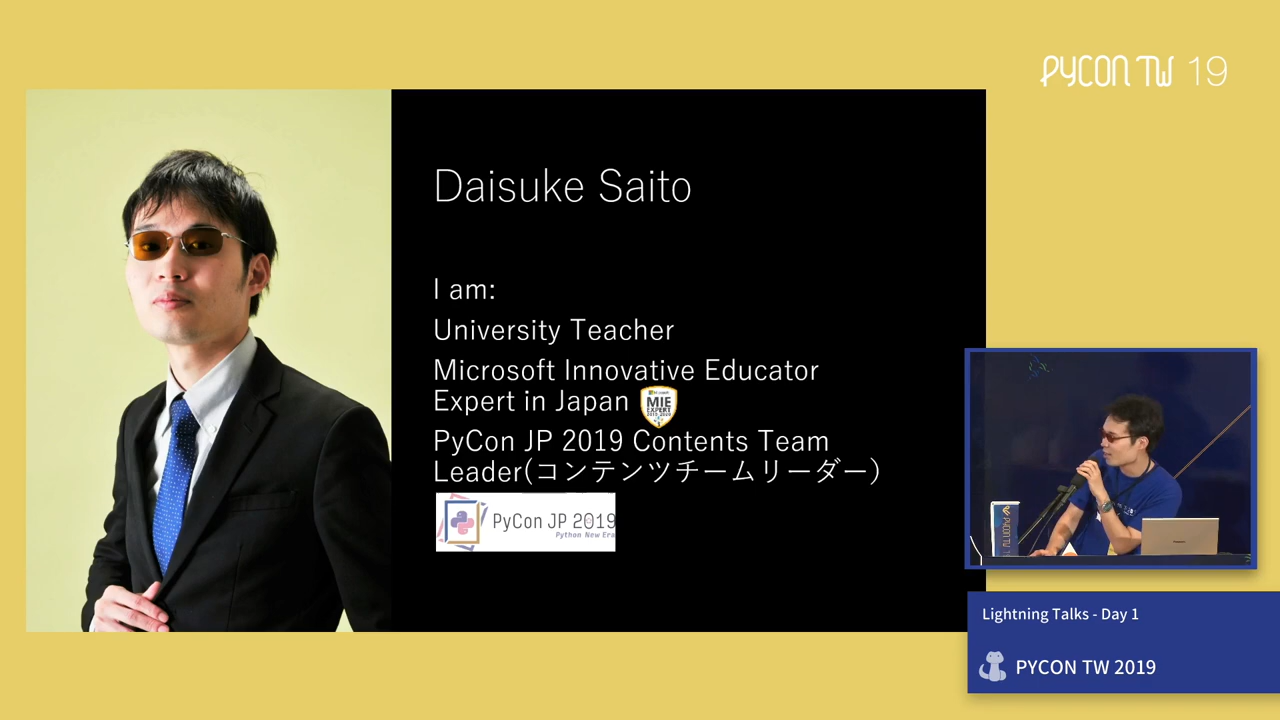 PYCON TW 19
Daisuke Saito
I am:
University Teacher
Microsoft Innovative Educator
Expert in Japan
MIE
EXPERT
2019-2020
PyCon JP 2019 Contents Team
Leader(コンテンツチームリーダー)
PyCon JP 2019
Python New Era
Lightning Talks - Day 1
PYCON TW 2019